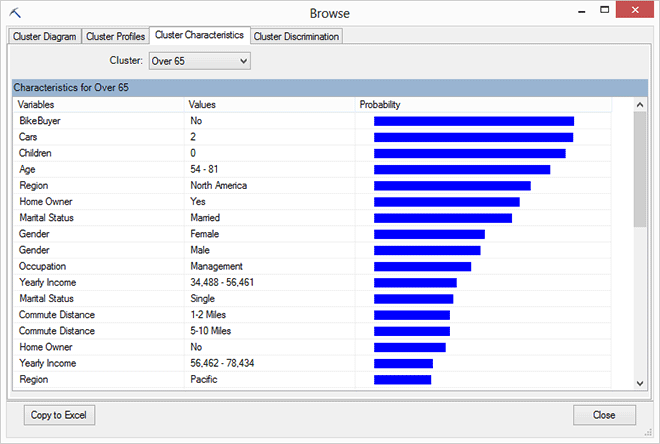 Browse
Cluster Diagram Cluster Profiles Cluster Characteristics Cluster Discrimination
Cluster: Over 65
Characteristics for Over 65
Variables Values Probability
BikeBuyer No
Cars 2
Children 0
Age 54 - 81
Region North America
Home Owner Yes
Marital Status Married
Gender Female
Gender Male
Occupation Management
Yearly Income 34,488 - 56,461
Marital Status Single
Commute Distance 1-2 Miles
Commute Distance 5-10 Miles
Home Owner No
Yearly Income 56,462 - 78,434
Region Pacific
Copy to Excel Close